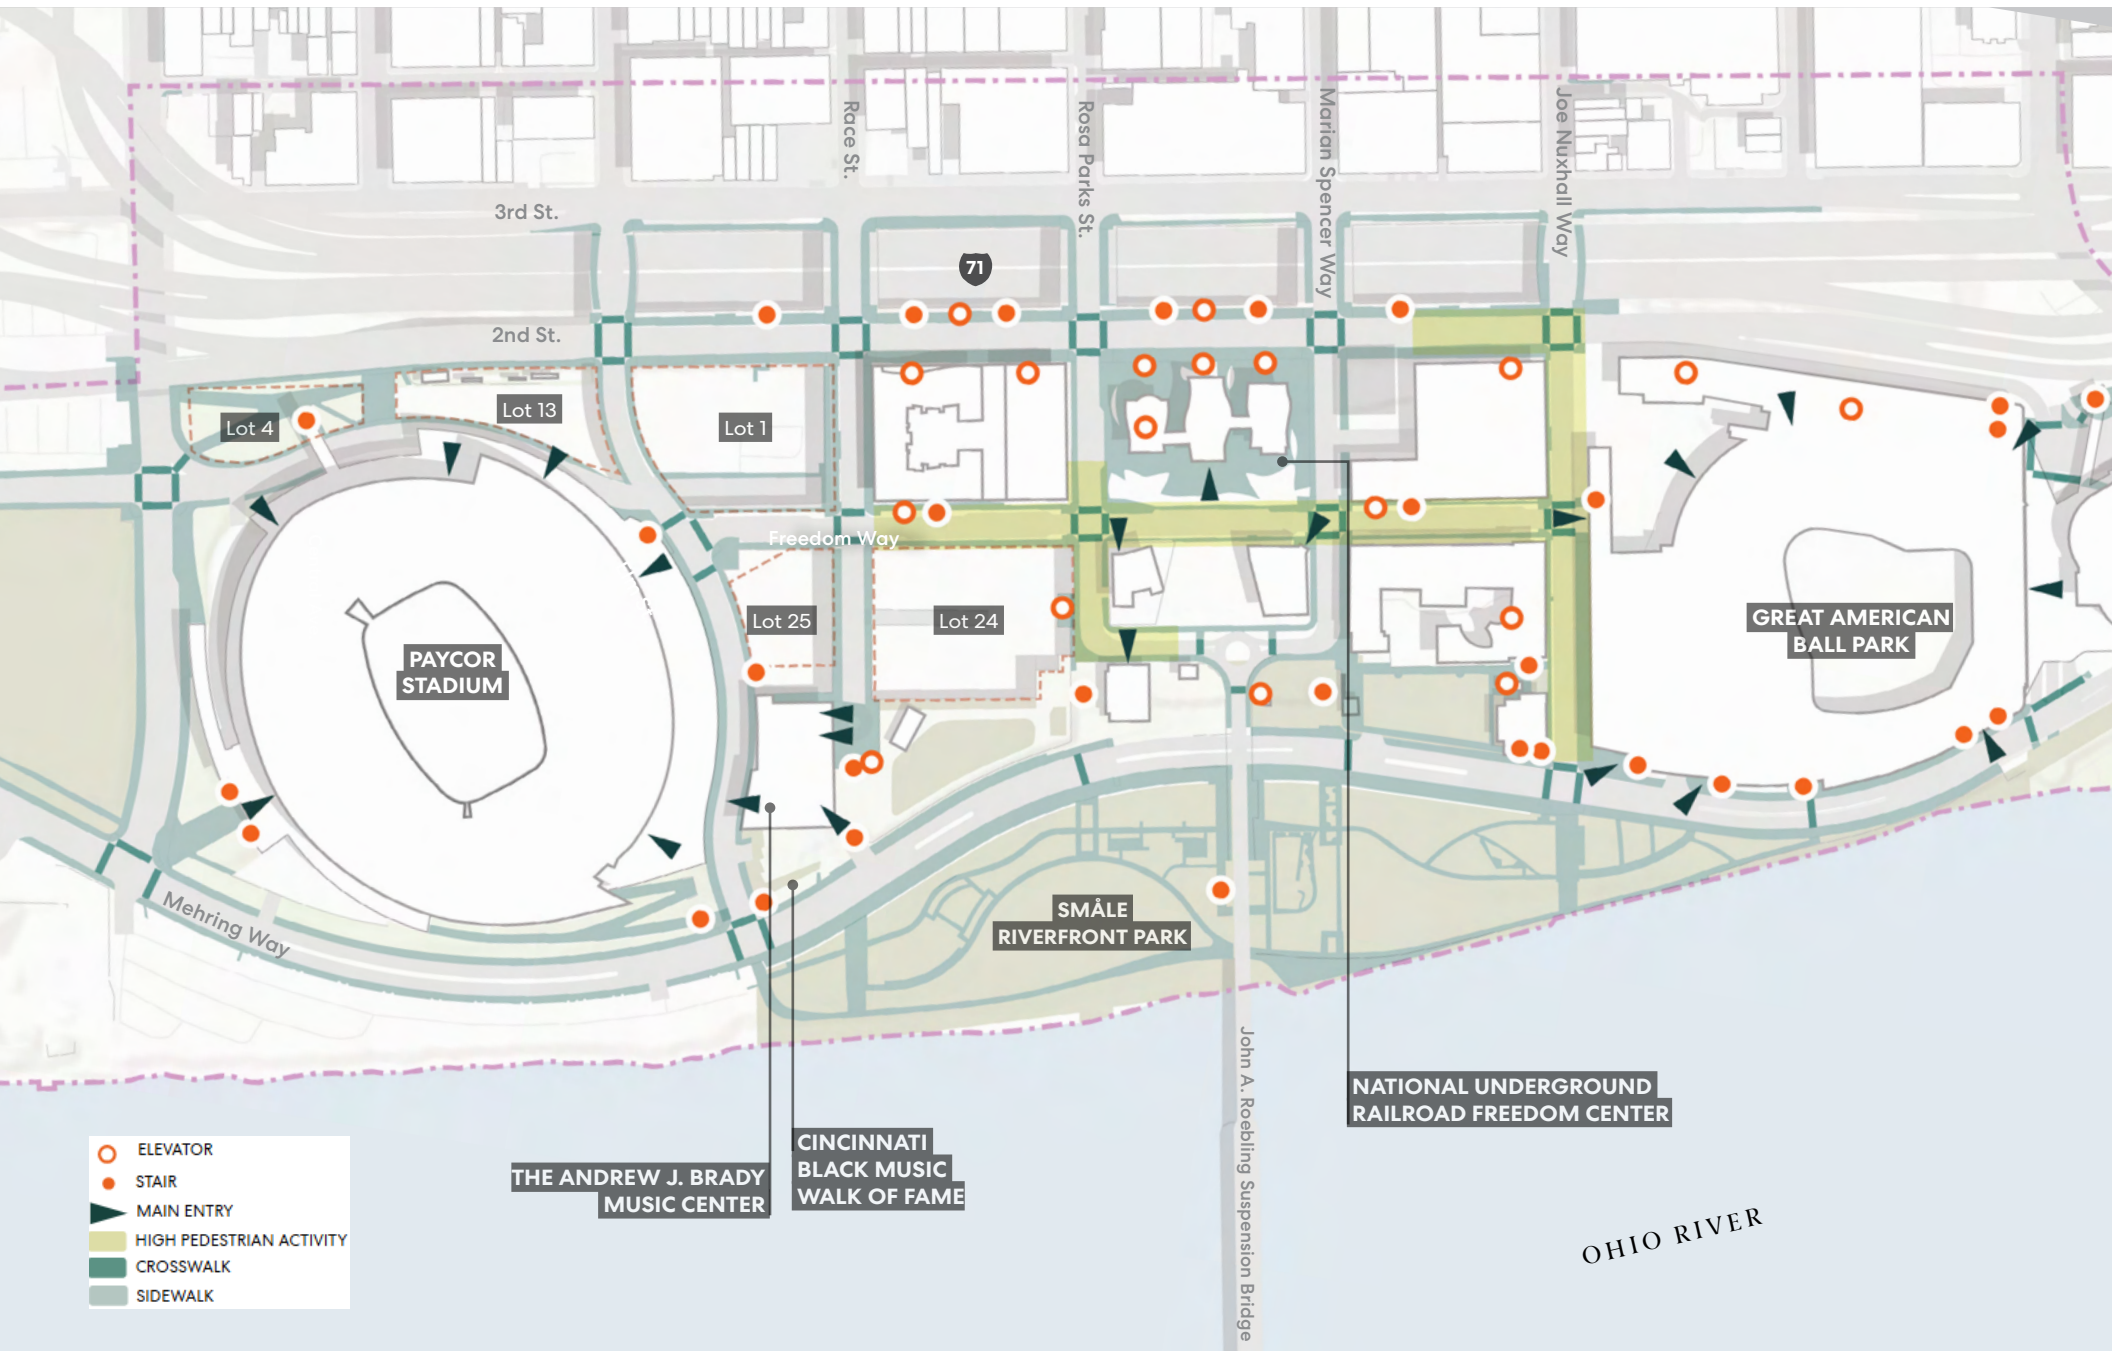 Race St.
Rosa Parks St.
Marian Spencer Way
Joe Nuxhall Way
3rd St.
71
2nd St.
Lot 4
Lot 13
Lot 1
Freedom Way
Lot 25
Lot 24
PAYCOR
STADIUM
GREAT AMERICAN
BALL PARK
Mehring Way
SMÅLE
RIVERFRONT PARK
John A. Roebling Suspension Bridge
NATIONAL UNDERGROUND
RAILROAD FREEDOM CENTER
CINCINNATI
BLACK MUSIC
WALK OF FAME
THE ANDREW J. BRADY
MUSIC CENTER
OHIO RIVER
ELEVATOR
STAIR
MAIN ENTRY
HIGH PEDESTRIAN ACTIVITY
CROSSWALK
SIDEWALK